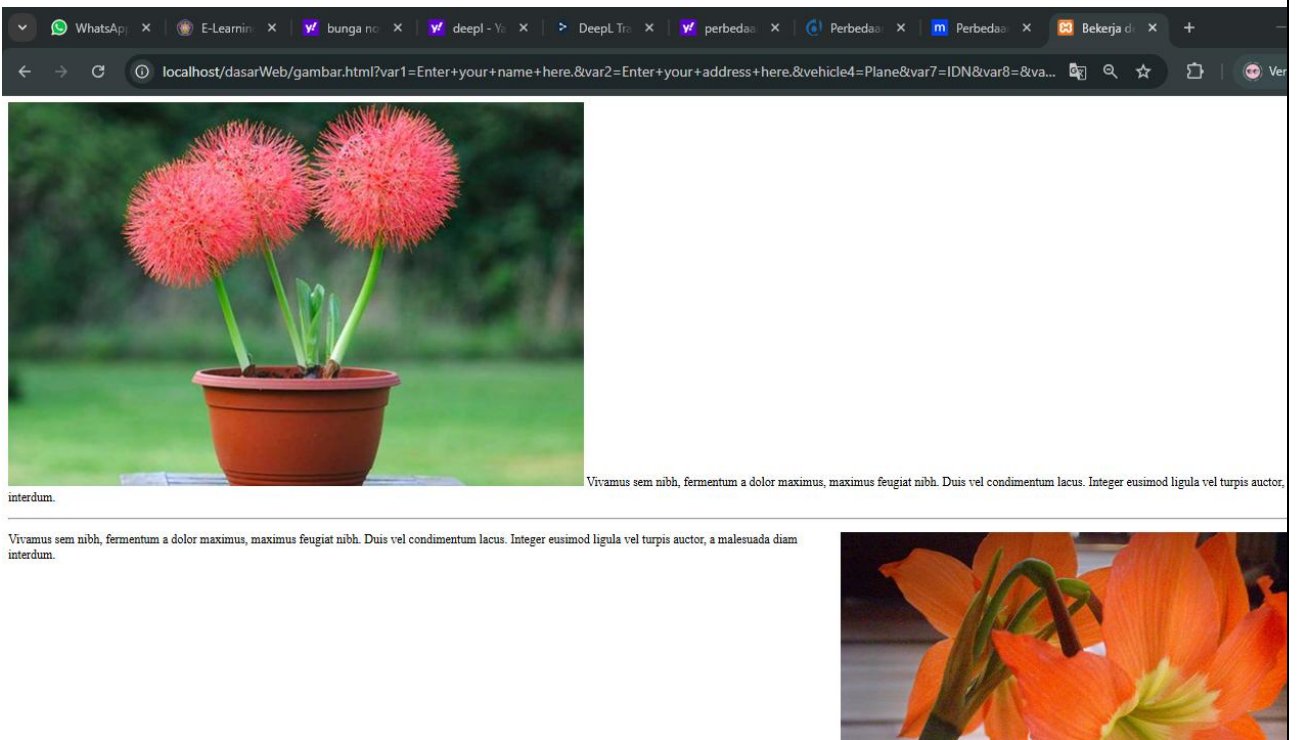 WhatsAp
E-Learnin
bunga no
deepl - Ya
DeepL Tra
perbedaa
Perbedaa
Perbedaa
Bekerja d
localhost/dasarWeb/gambar.html?var1=Enter+your+name+here.&var2=Enter+your+address+here.&vehicle4=Plane&var7=IDN&var8=&va...
Ver
Vivamus sem nibh, fermentum a dolor maximus, maximus feugiat nibh. Duis vel condimentum lacus. Integer eusimod ligula vel turpis auctor,
interdum.
Vivamus sem nibh, fermentum a dolor maximus, maximus feugiat nibh. Duis vel condimentum lacus. Integer eusimod ligula vel turpis auctor, a malesuada diam
interdum.